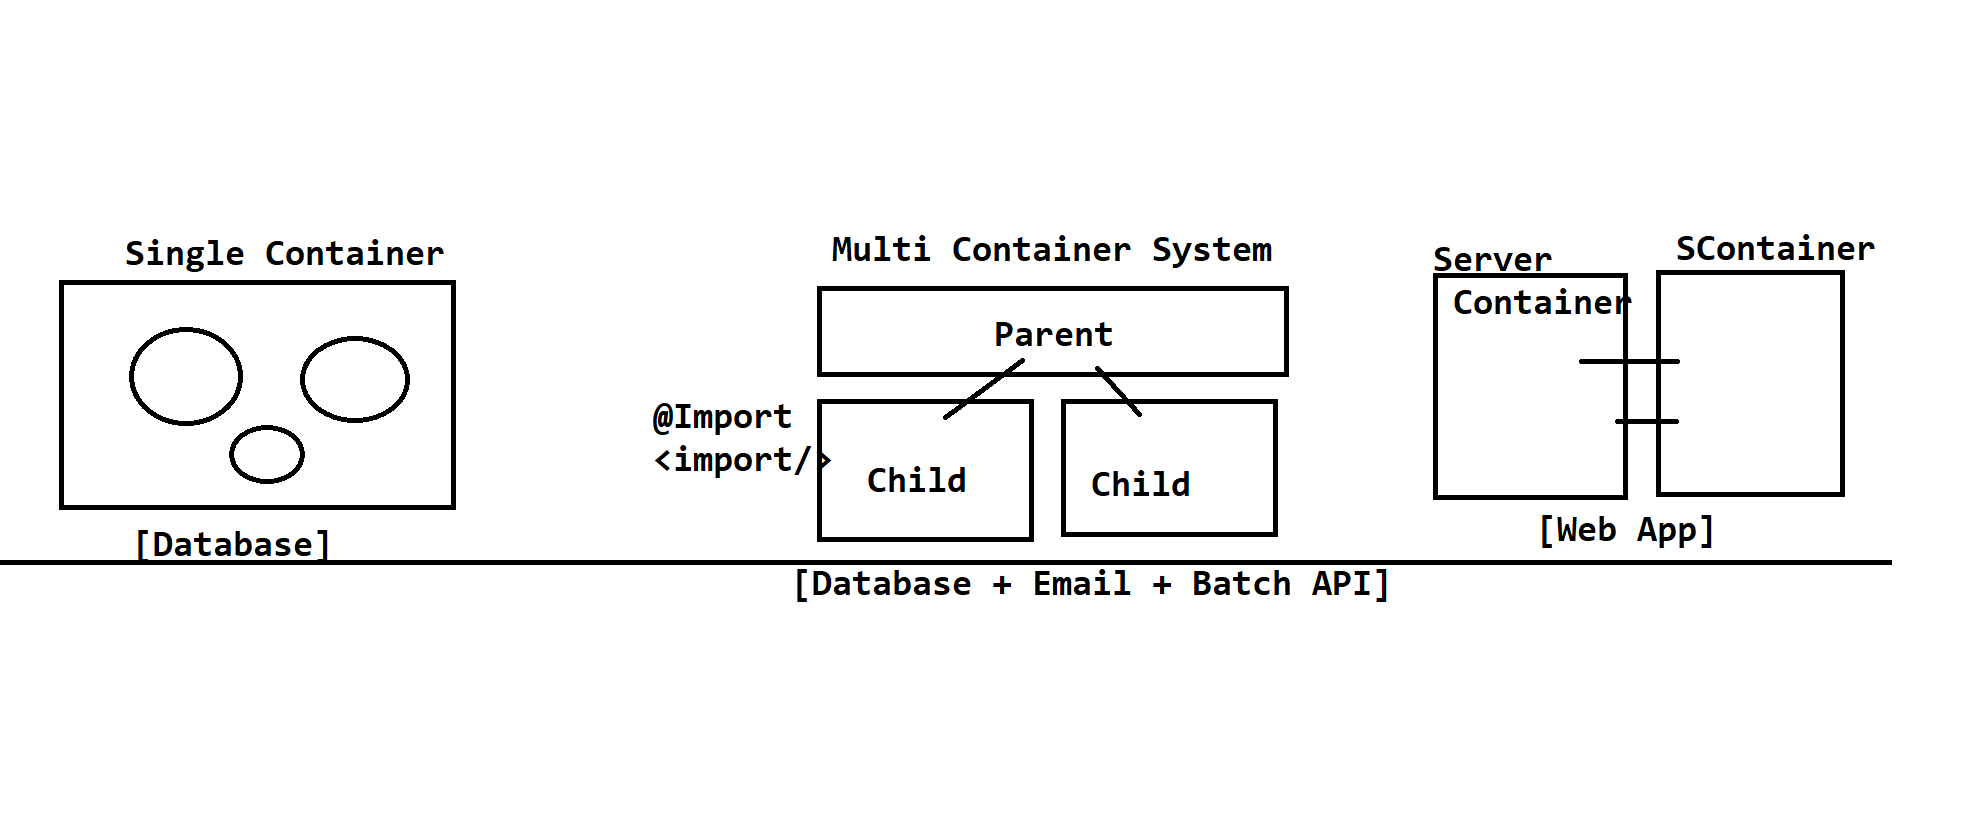 Single Container
[Database]
Multi Container System
Parent
@Import
<import/>
Child
Child
[Database + Email + Batch API]
Server
Container
SContainer
[Web App]